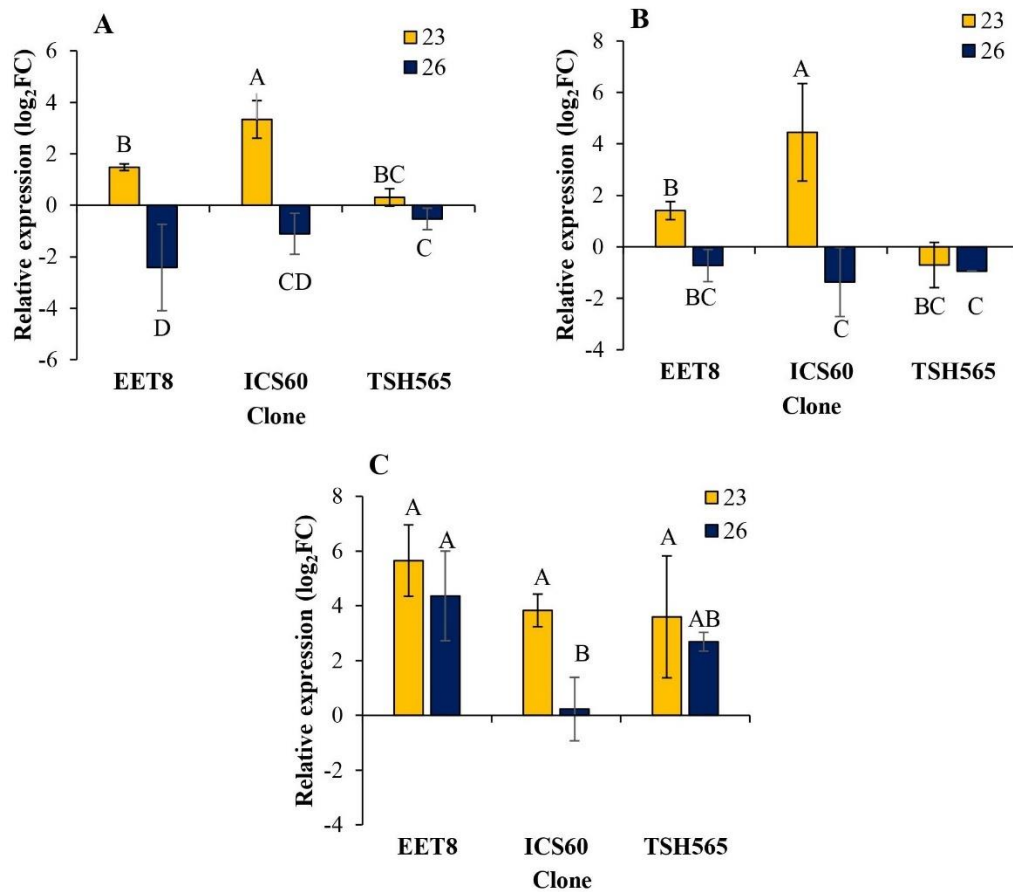 A
23
26
Relative expression (log₂FC)
6
4
2
0
-2
-4
-6
B
D
A
CD
BC
C
EET8
ICS60
TSH565
Clone
B
23
26
Relative expression (log₂FC)
8
6
4
2
0
-2
-4
B
BC
A
C
BC
C
EET8
ICS60
TSH565
Clone
C
23
26
Relative expression (log₂FC)
8
6
4
2
0
-2
-4
A
A
A
B
A
AB
EET8
ICS60
TSH565
Clone